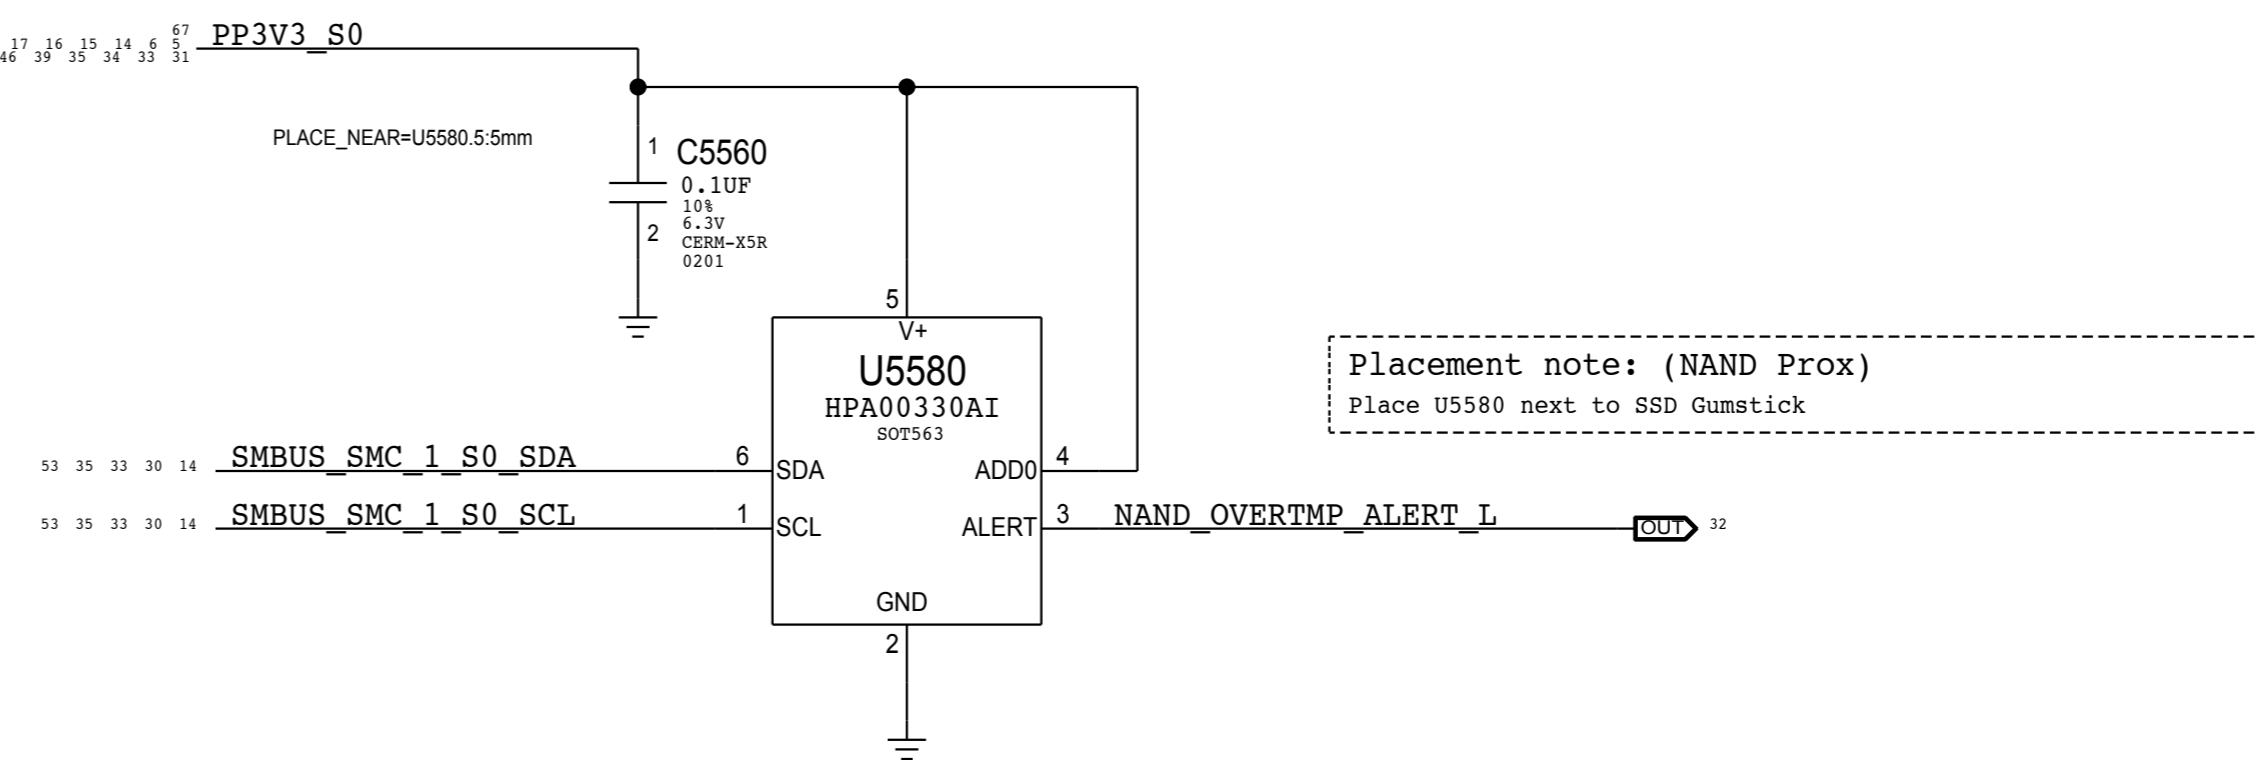 67
17 16 15 14 6 5
46 39 35 34 33 31
PP3V3_S0
PLACE_NEAR=U5580.5:5mm
1
C5560
0.1UF
10%
6.3V
CERM-X5R
0201
2
5
V+
U5580
HPA00330AI
SOT563
Placement note: (NAND Prox)
Place U5580 next to SSD Gumstick
53 35 33 30 14
SMBUS_SMC_1_S0_SDA
6
SDA
ADD0
4
53 35 33 30 14
SMBUS_SMC_1_S0_SCL
1
SCL
ALERT
3
NAND_OVERTMP_ALERT_L
OUT
32
GND
2